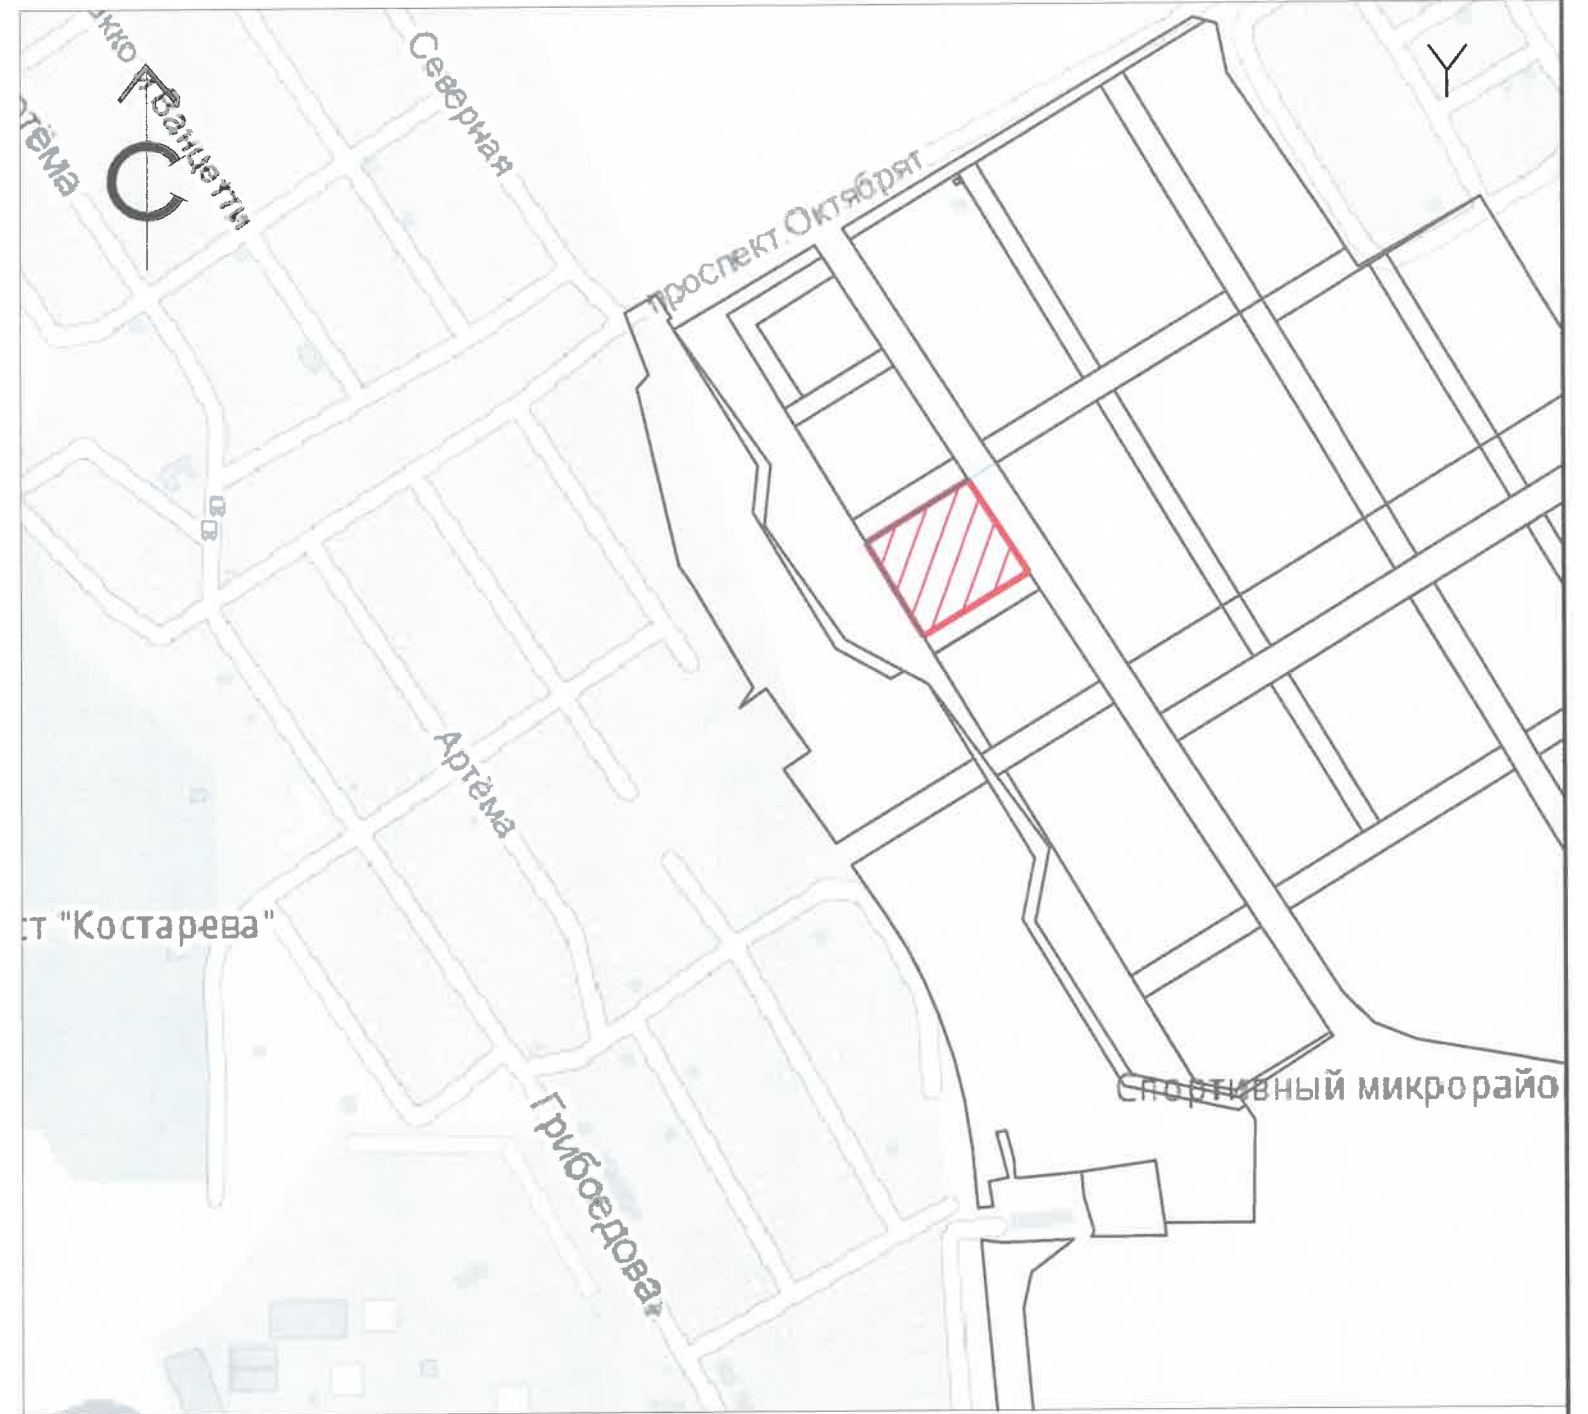 Северная
Ванцетти
С
У
проспект Октябрят
Артёма
"Костарева"
Спортивный микрорайо
Грибоедова